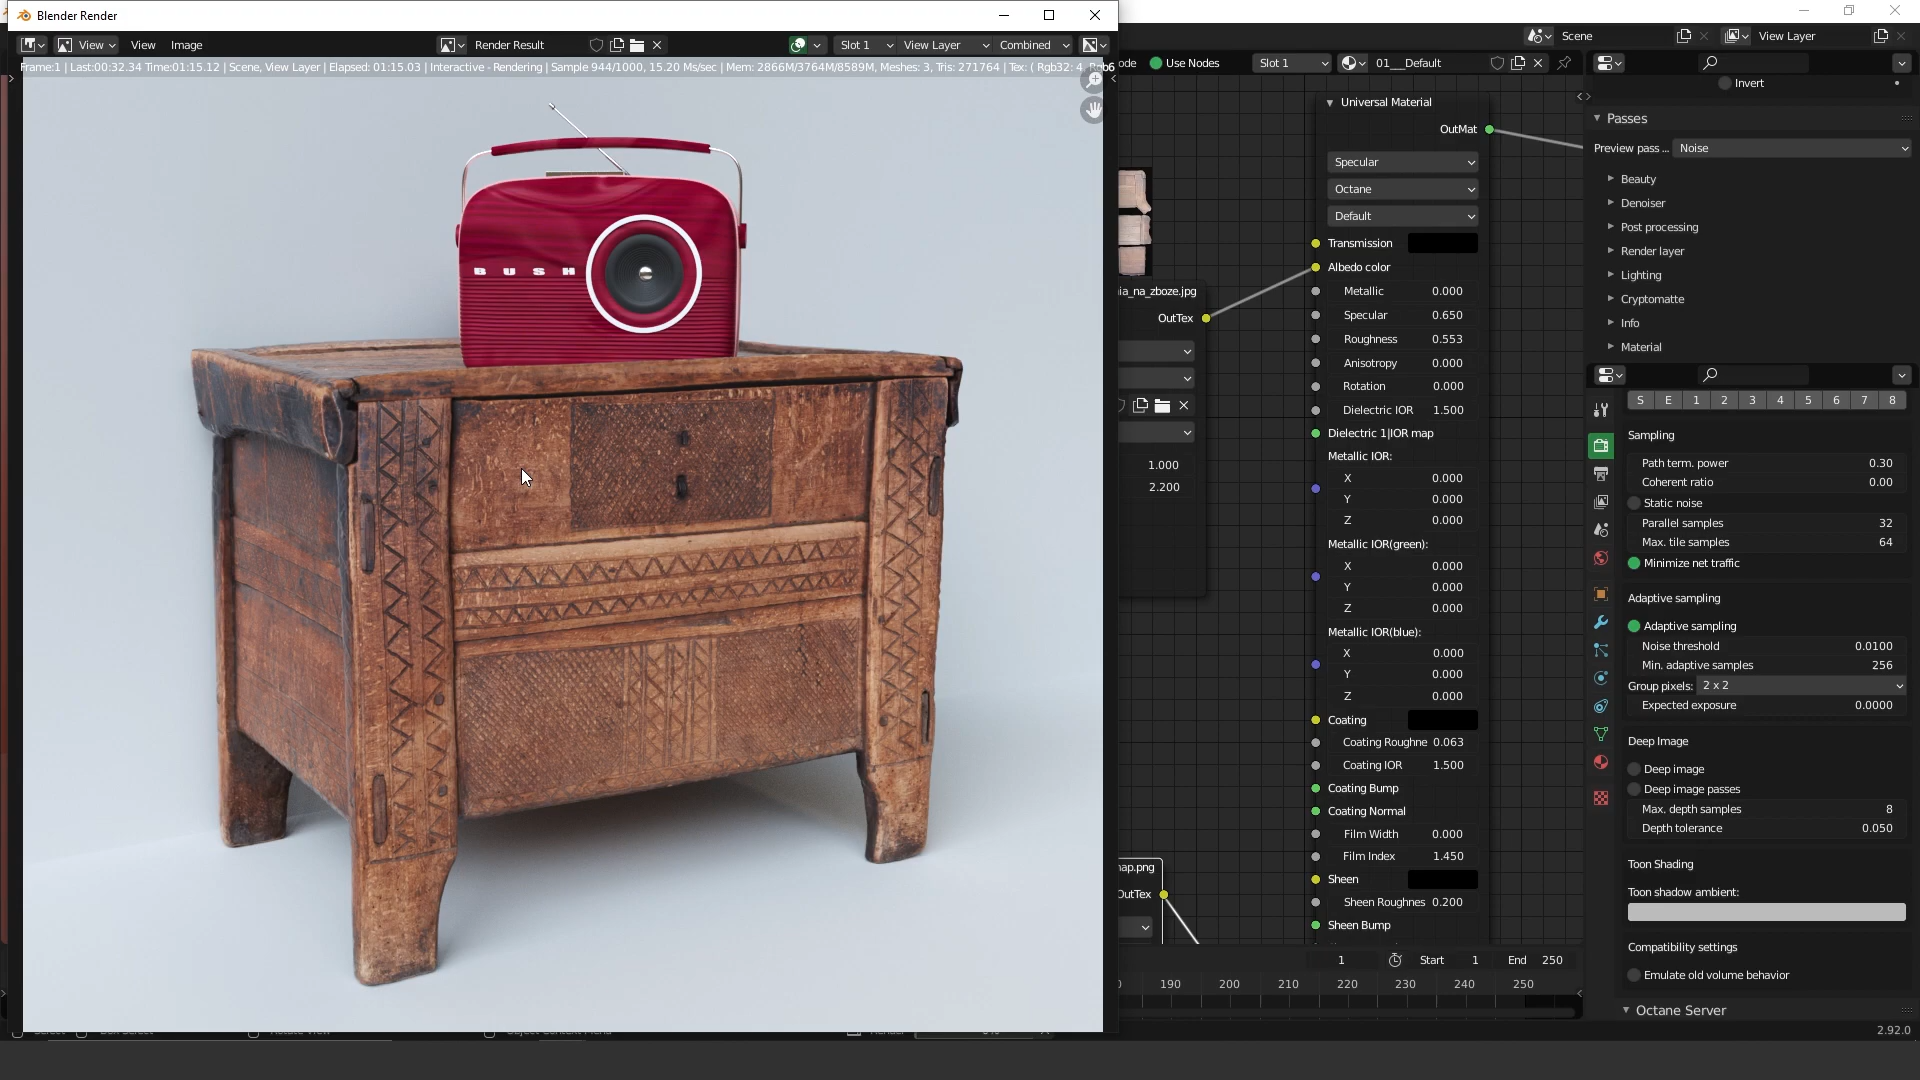 Blender Render
View
View
Image
Render Result
Slot 1
View Layer
Combined
Frame:1 | Last:00:32.34 Time:01:15.12 | Scene, View Layer | Elapsed: 01:15.03 | Interactive - Rendering | Sample 944/1000, 15.20 Ms/sec | Mem: 2866M/3764M/8589M, Meshes: 3, Tris: 271764 | Tex: ( Rgb32: 4,
BUSH
Scene
View Layer
ode
Use Nodes
Slot 1
01___Default
ia_na_zboze.jpg
OutTex
1.000
2.200
nap.png
OutTex
Universal Material
OutMat
Specular
Octane
Default
Transmission
Albedo color
Metallic 0.000
Specular 0.650
Roughness 0.553
Anisotropy 0.000
Rotation 0.000
Dielectric IOR 1.500
Dielectric 1|IOR map
Metallic IOR:
X 0.000
Y 0.000
Z 0.000
Metallic IOR(green):
X 0.000
Y 0.000
Z 0.000
Metallic IOR(blue):
X 0.000
Y 0.000
Z 0.000
Coating
Coating Roughne 0.063
Coating IOR 1.500
Coating Bump
Coating Normal
Film Width 0.000
Film Index 1.450
Sheen
Sheen Roughnes 0.200
Sheen Bump
1 Start 1 End 250
190 200 210 220 230 240 250
Invert
Passes
Preview pass ... Noise
Beauty
Denoiser
Post processing
Render layer
Lighting
Cryptomatte
Info
Material
S E 1 2 3 4 5 6 7 8
Sampling
Path term. power 0.30
Coherent ratio 0.00
Static noise
Parallel samples 32
Max. tile samples 64
Minimize net traffic
Adaptive sampling
Adaptive sampling
Noise threshold 0.0100
Min. adaptive samples 256
Group pixels: 2 x 2
Expected exposure 0.0000
Deep Image
Deep image
Deep image passes
Max. depth samples 8
Depth tolerance 0.050
Toon Shading
Toon shadow ambient:
Compatibility settings
Emulate old volume behavior
Octane Server
2.92.0